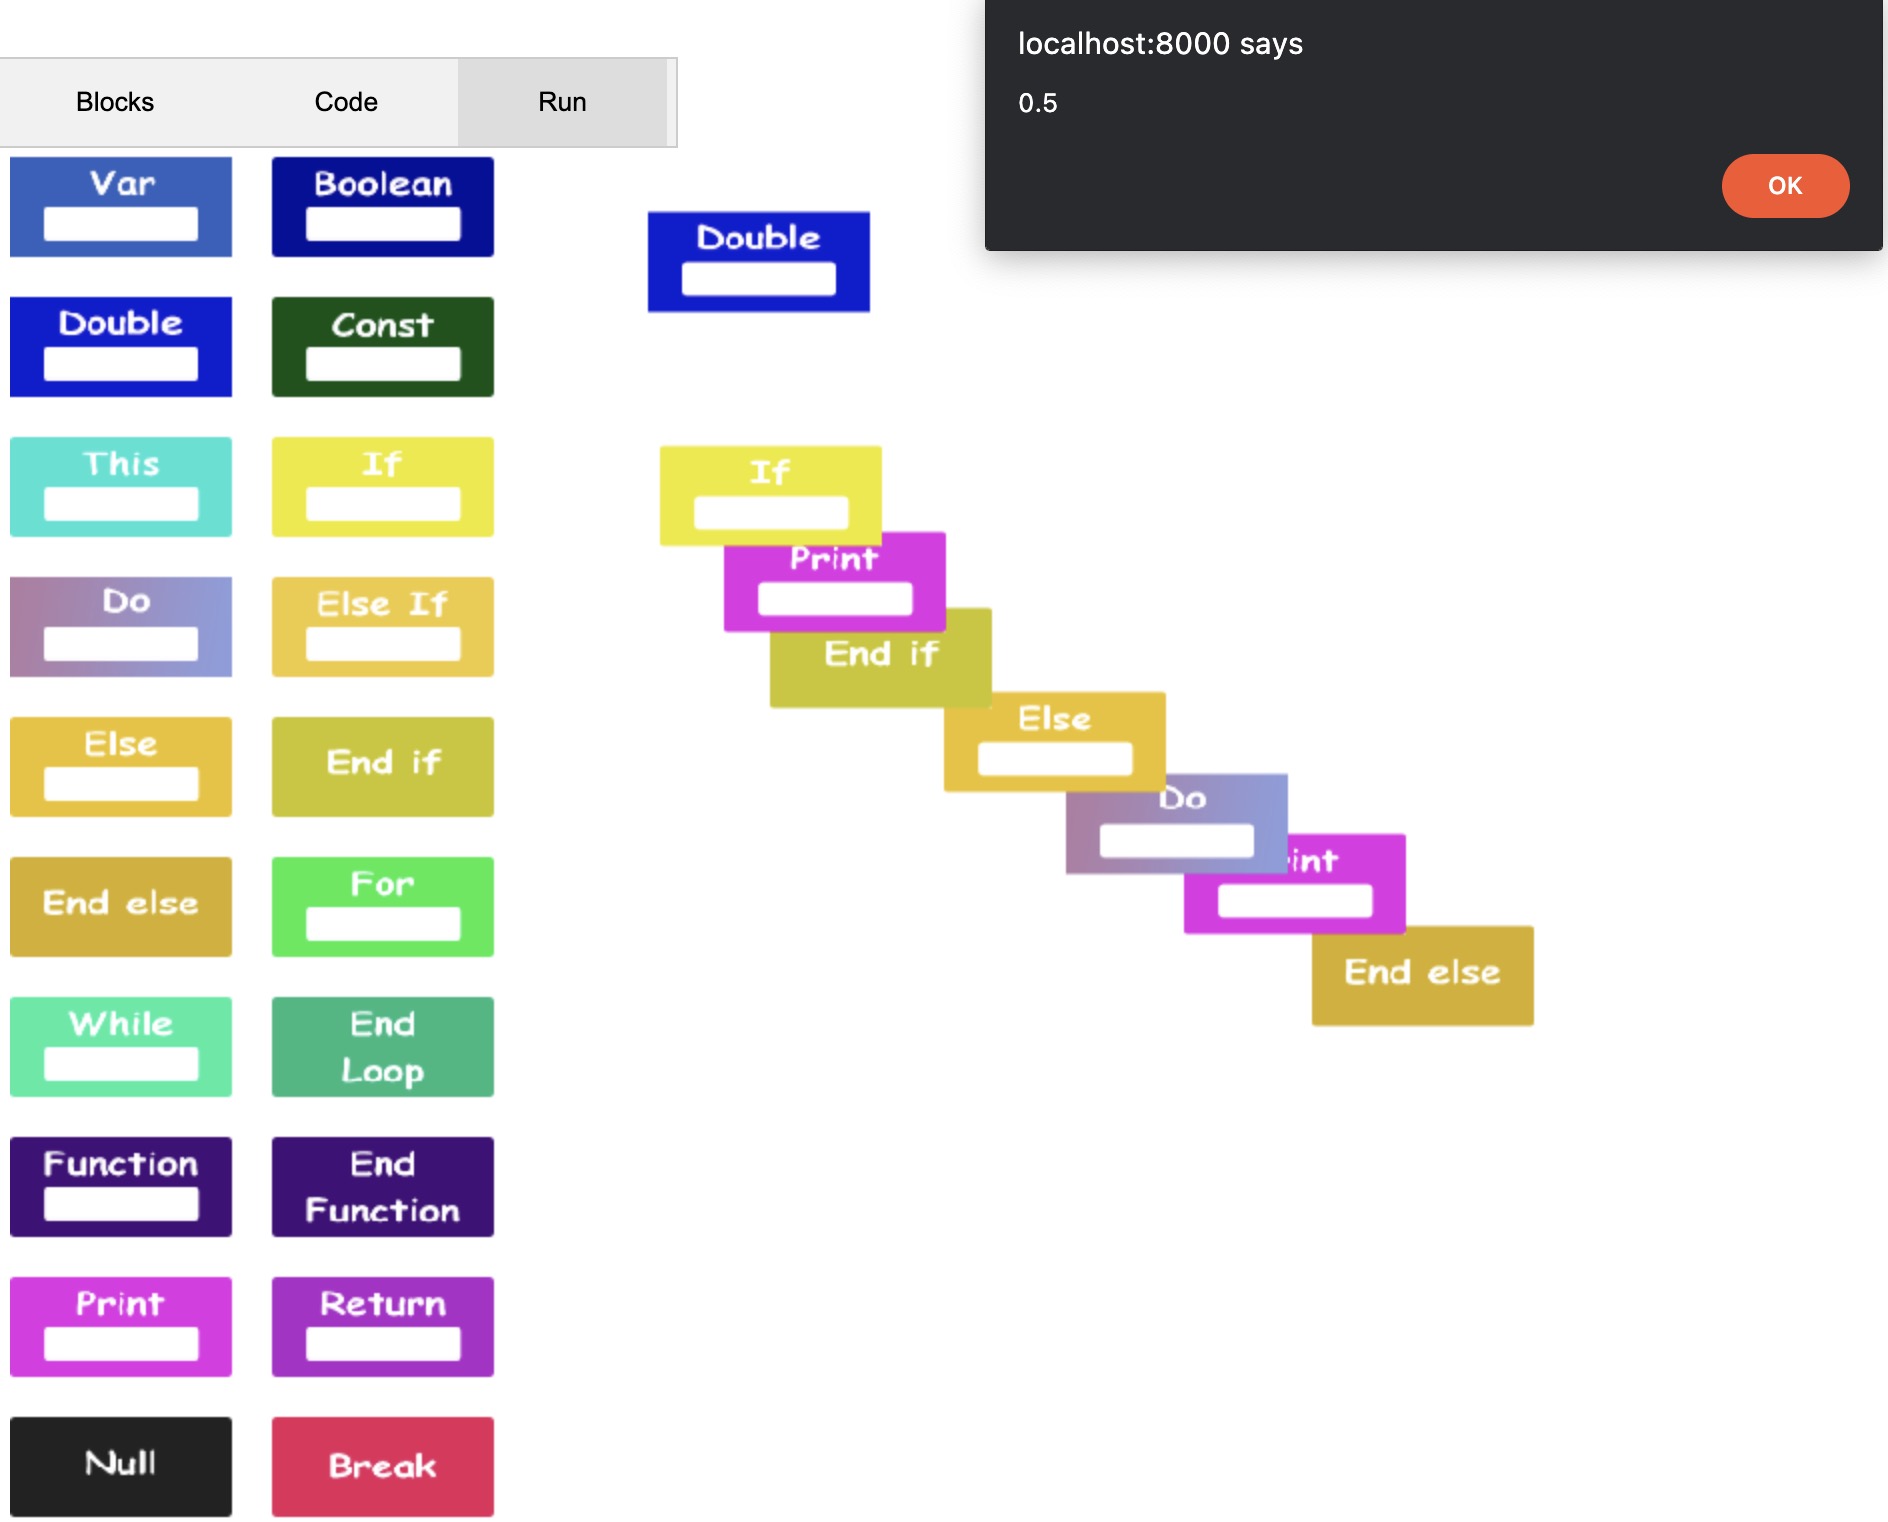 localhost:8000 says
0.5
OK
Blocks Code Run
Var Boolean
Double Const
This If
Do Else If
Else End if
End else For
While End
Loop
Function End
Function
Print Return
Null Break
Double
If
Print
End if
Else
Do
End else